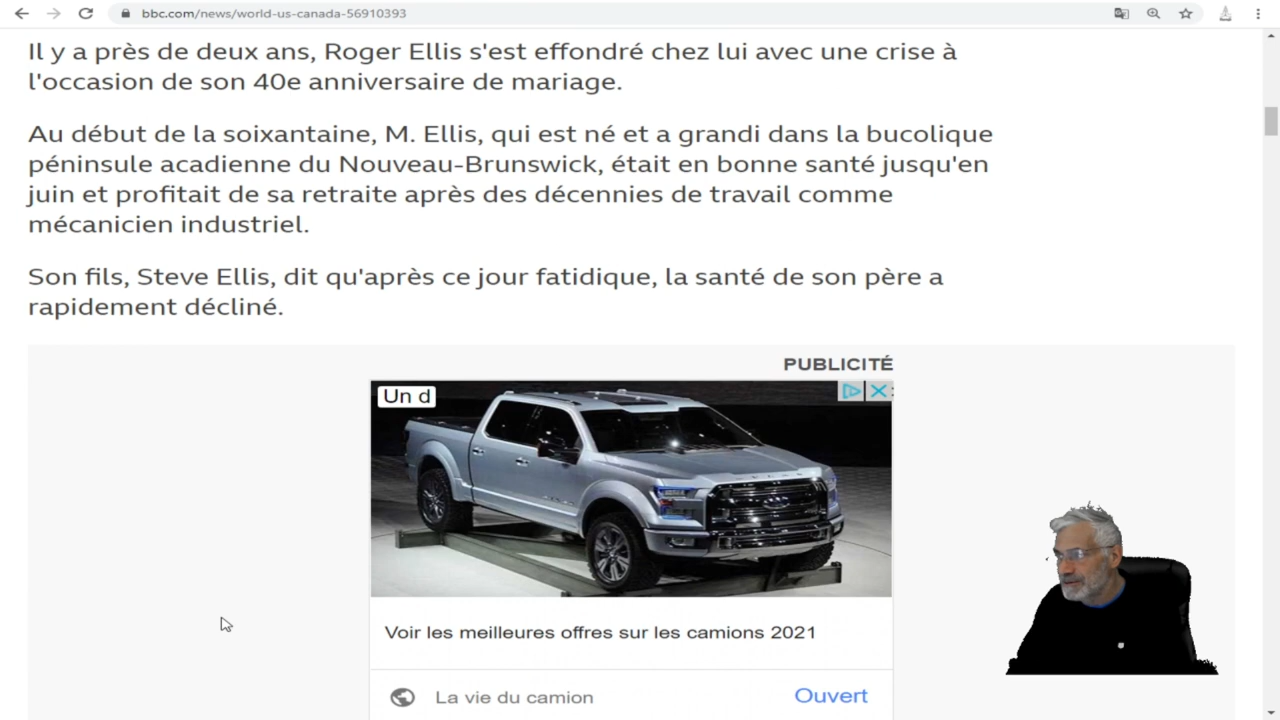 bbc.com/news/world-us-canada-56910393
Il y a près de deux ans, Roger Ellis s'est effondré chez lui avec une crise à
l'occasion de son 40e anniversaire de mariage.
Au début de la soixantaine, M. Ellis, qui est né et a grandi dans la bucolique
péninsule acadienne du Nouveau-Brunswick, était en bonne santé jusqu'en
juin et profitait de sa retraite après des décennies de travail comme
mécanicien industriel.
Son fils, Steve Ellis, dit qu'après ce jour fatidique, la santé de son père a
rapidement décliné.
PUBLICITÉ
Un d
Voir les meilleures offres sur les camions 2021
La vie du camion
Ouvert